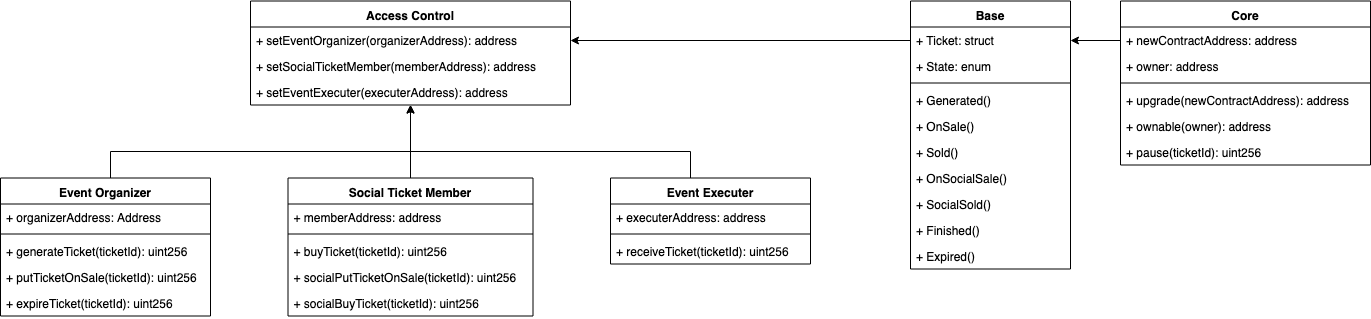 Access Control
+ setEventOrganizer(organizerAddress): address
+ setSocialTicketMember(memberAddress): address
+ setEventExecuter(executerAddress): address
Base
+ Ticket: struct
+ State: enum
+ Generated()
+ OnSale()
+ Sold()
+ OnSocialSale()
+ SocialSold()
+ Finished()
+ Expired()
Core
+ newContractAddress: address
+ owner: address
+ upgrade(newContractAddress): address
+ ownable(owner): address
+ pause(ticketId): uint256
Event Organizer
+ organizerAddress: Address
+ generateTicket(ticketId): uint256
+ putTicketOnSale(ticketId): uint256
+ expireTicket(ticketId): uint256
Social Ticket Member
+ memberAddress: address
+ buyTicket(ticketId): uint256
+ socialPutTicketOnSale(ticketId): uint256
+ socialBuyTicket(ticketId): uint256
Event Executer
+ executerAddress: address
+ receiveTicket(ticketId): uint256